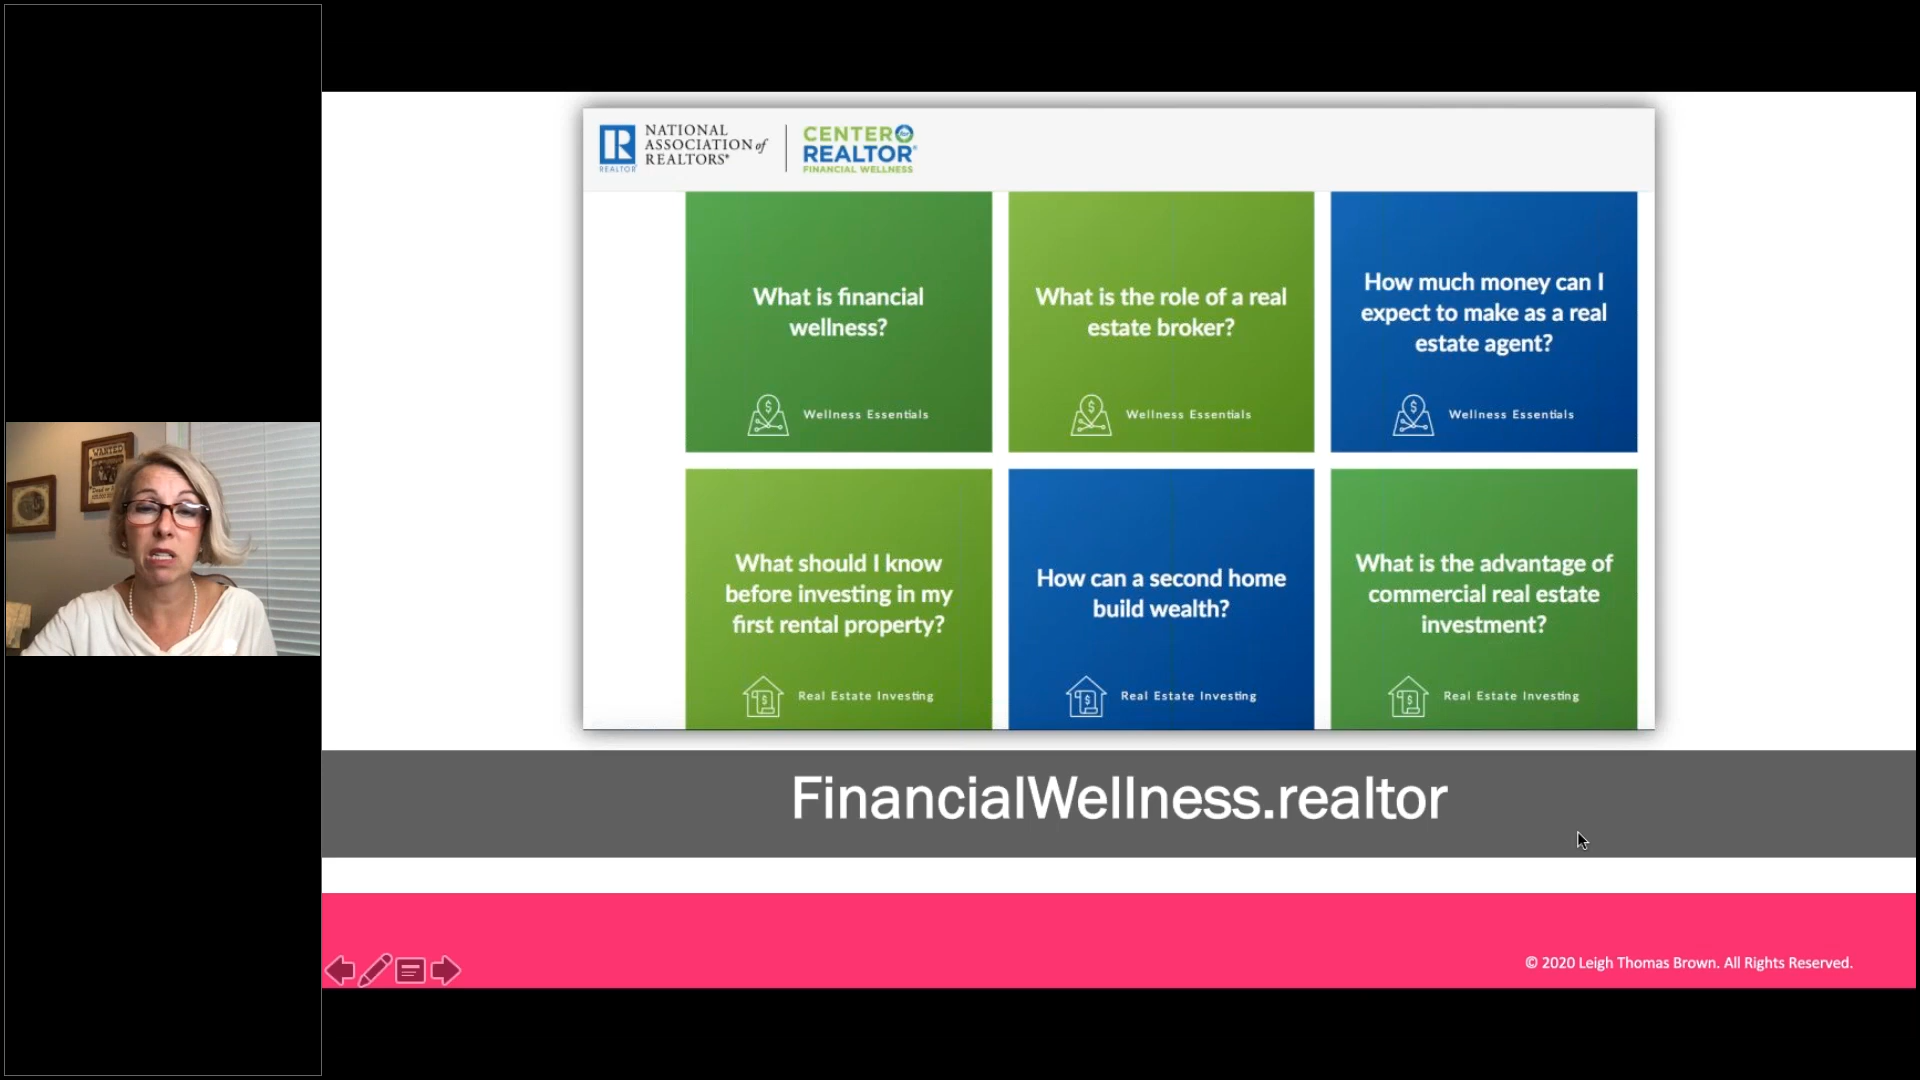 NATIONAL
ASSOCIATION of
REALTORS®
REALTOR®
CENTER
REALTOR®
FINANCIAL WELLNESS
What is financial
wellness?
Wellness Essentials
What is the role of a real
estate broker?
Wellness Essentials
How much money can I
expect to make as a real
estate agent?
Wellness Essentials
What should I know
before investing in my
first rental property?
Real Estate Investing
How can a second home
build wealth?
Real Estate Investing
What is the advantage of
commercial real estate
investment?
Real Estate Investing
WANTED
FinancialWellness.realtor
© 2020 Leigh Thomas Brown. All Rights Reserved.